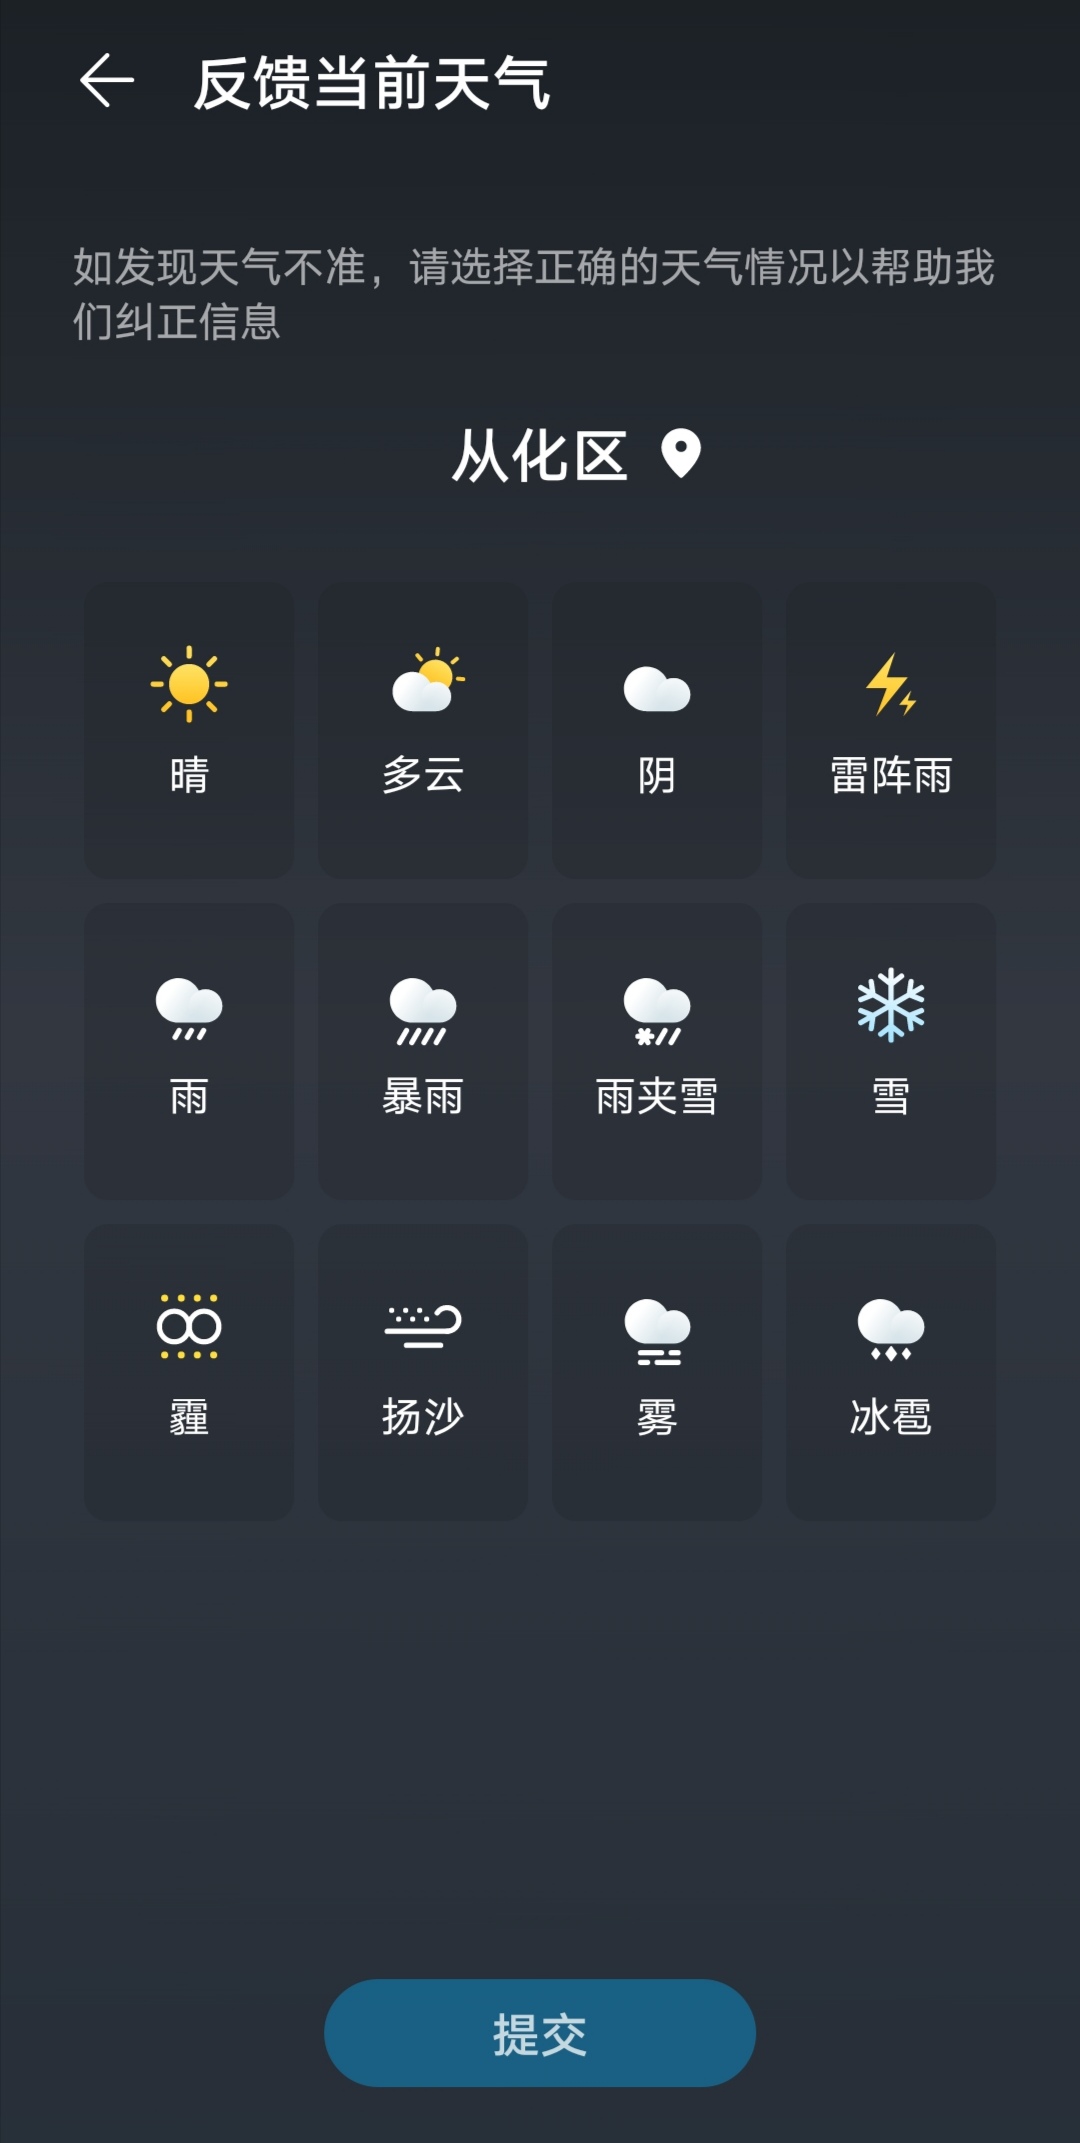 反馈当前天气
如发现天气不准，请选择正确的天气情况以帮助我
们纠正信息
从化区
晴 多云 阴 雷阵雨
雨 暴雨 雨夹雪 雪
霾 扬沙 雾 冰雹
提交